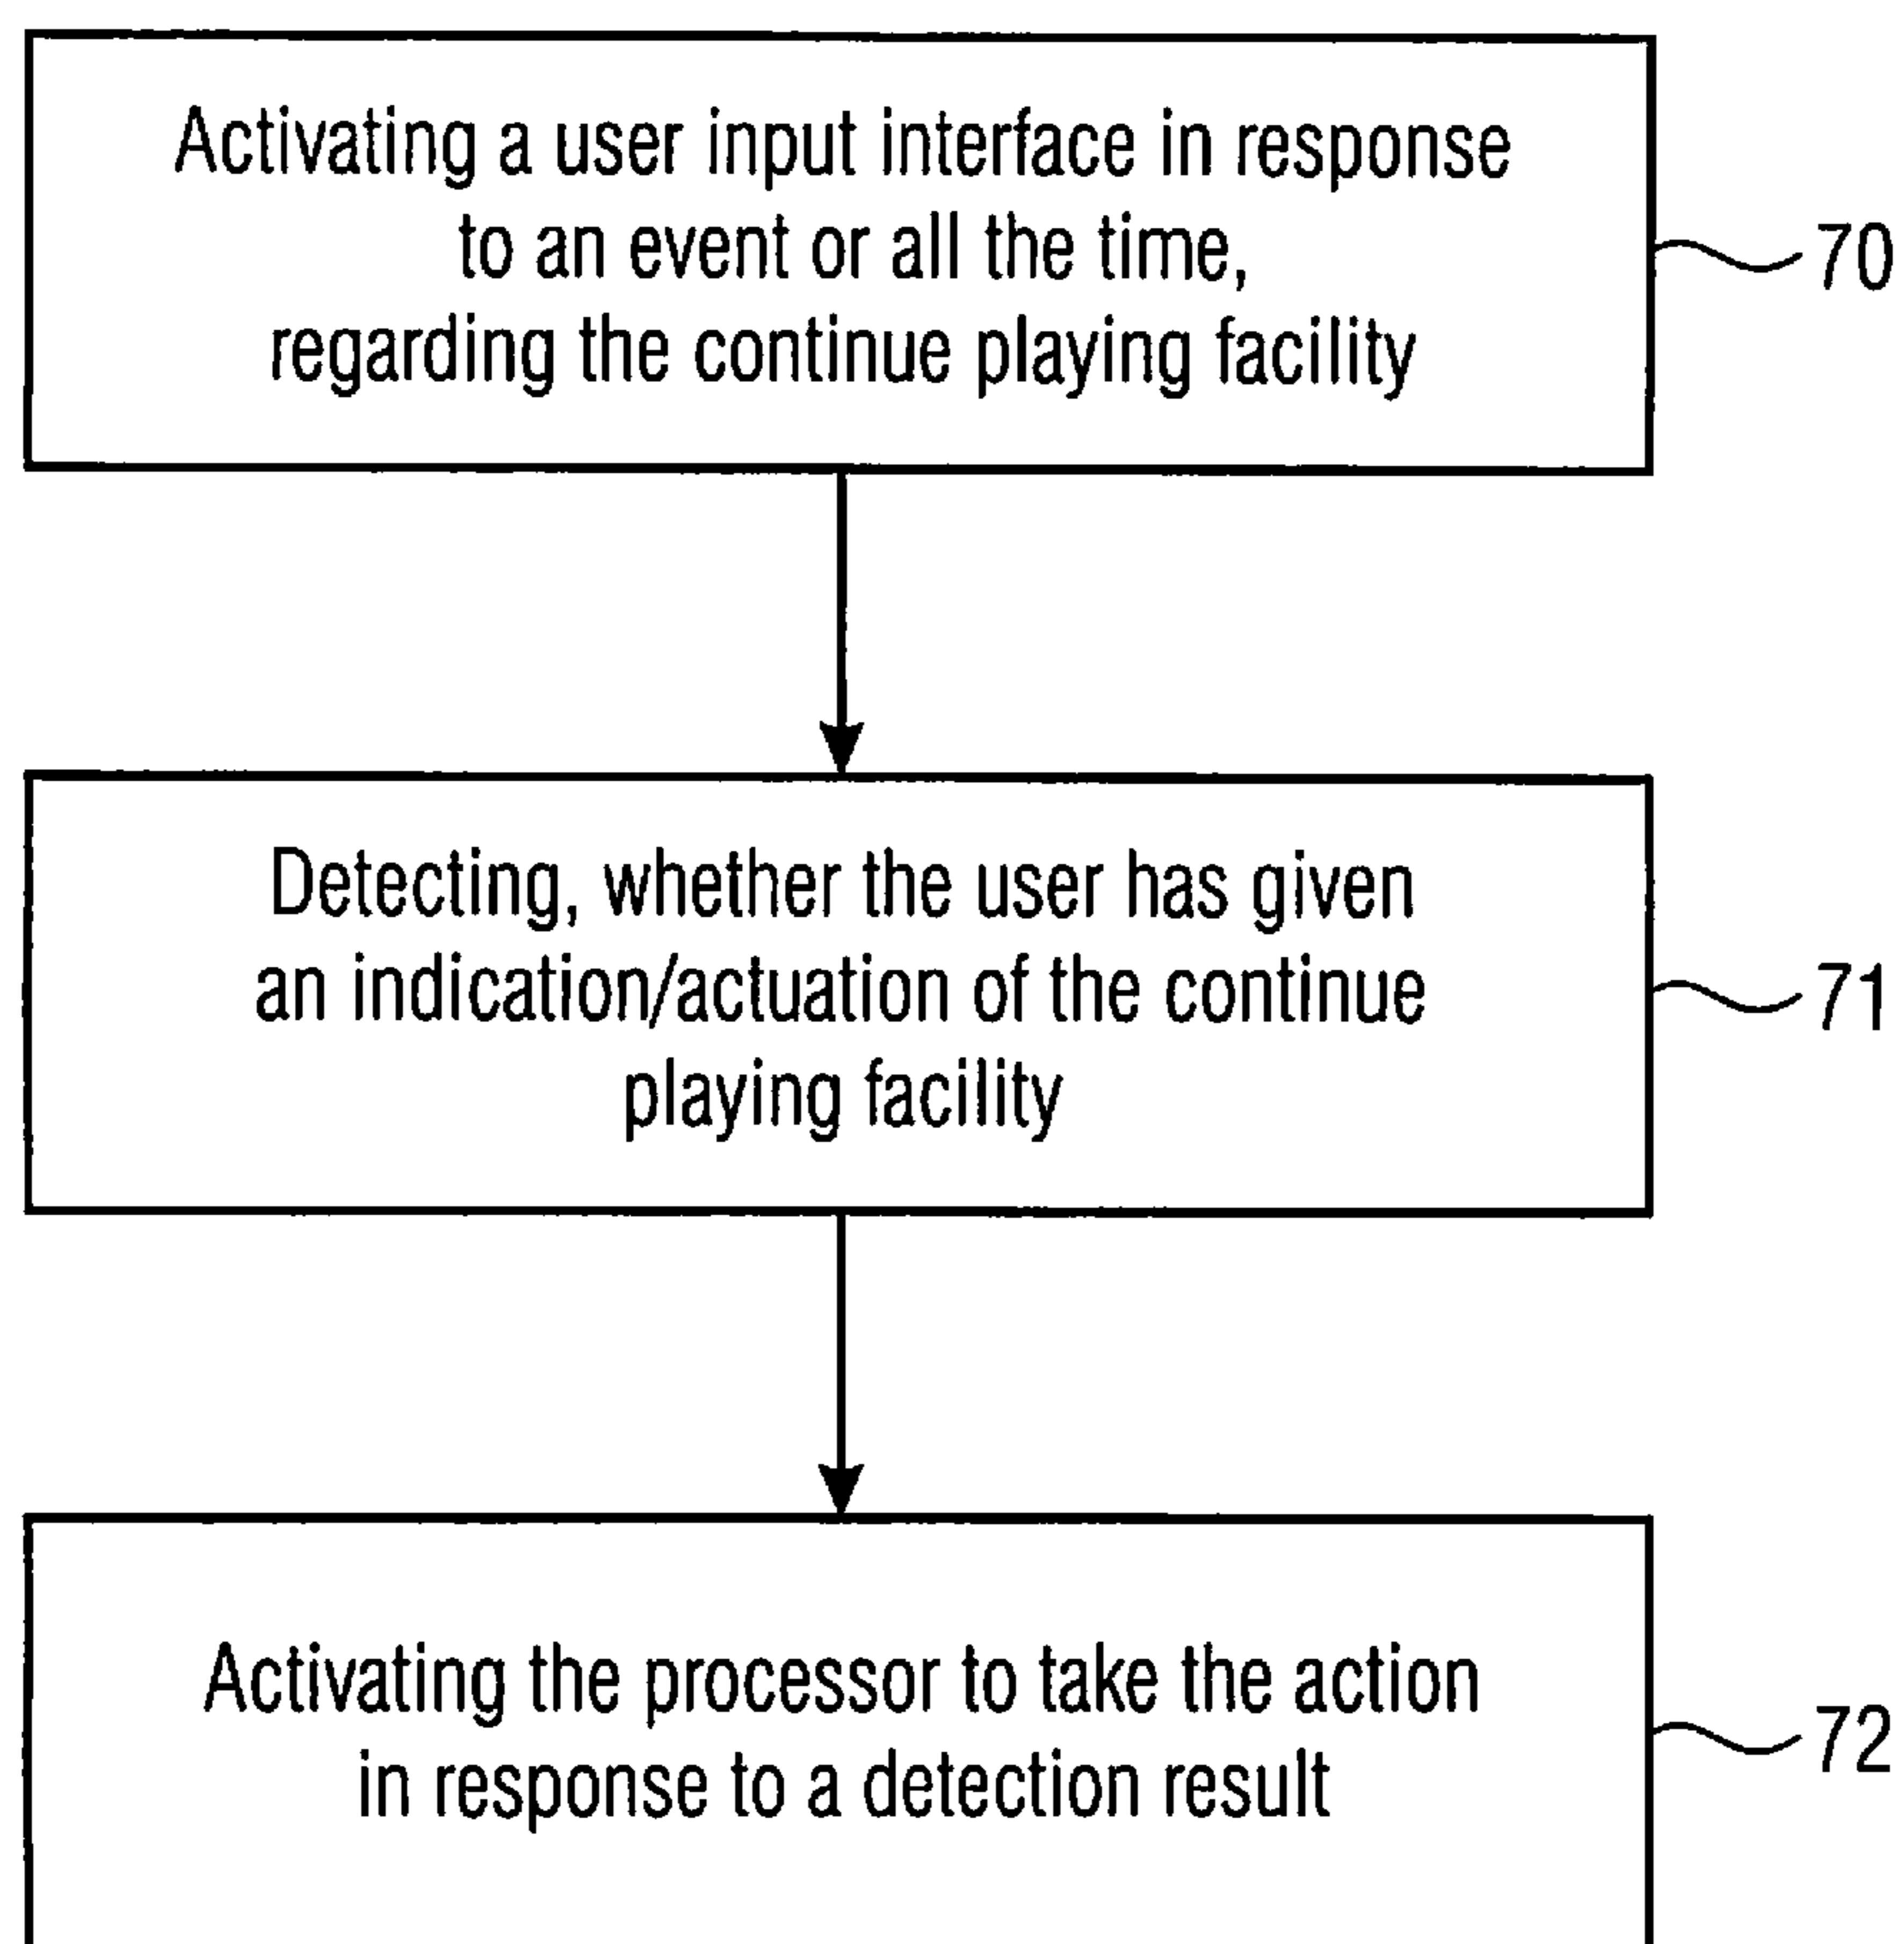 Activating a user input interface in response
to an event or all the time,
regarding the continue playing facility
70
Detecting, whether the user has given
an indication/actuation of the continue
playing facility
71
Activating the processor to take the action
in response to a detection result
72